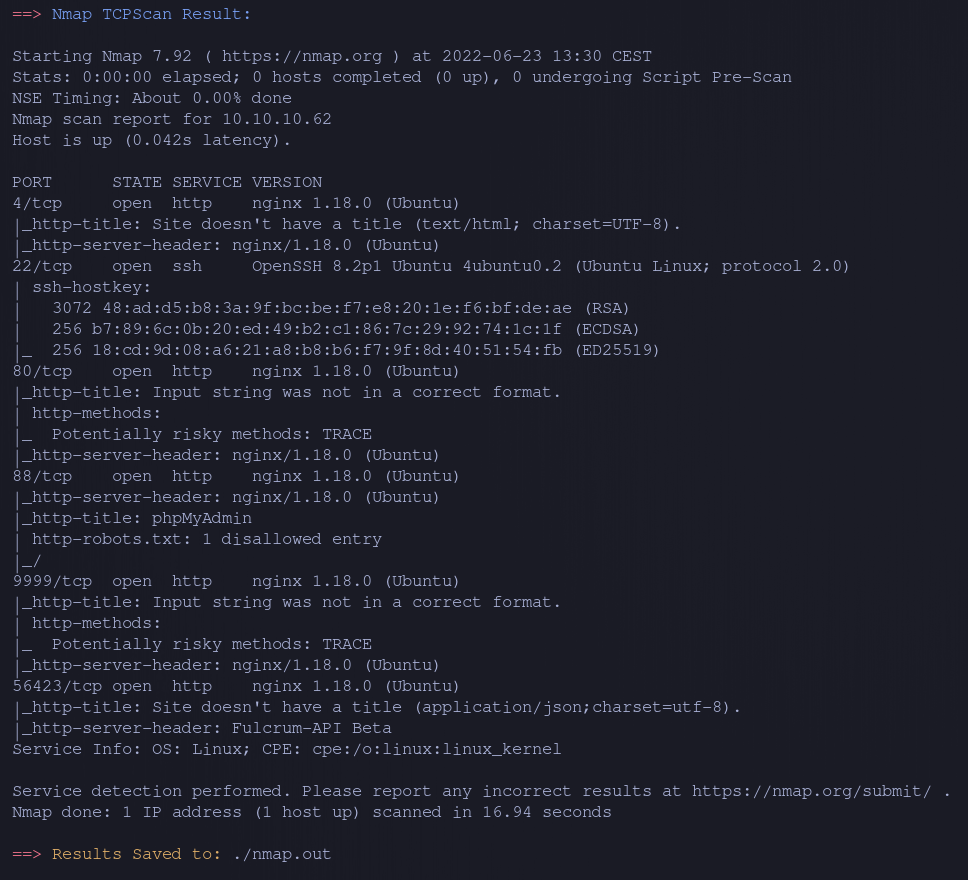 ==> Nmap TCPScan Result:

Starting Nmap 7.92 ( https://nmap.org ) at 2022-06-23 13:30 CEST
Stats: 0:00:00 elapsed; 0 hosts completed (0 up), 0 undergoing Script Pre-Scan
NSE Timing: About 0.00% done
Nmap scan report for 10.10.10.62
Host is up (0.042s latency).

PORT      STATE SERVICE VERSION
4/tcp     open  http    nginx 1.18.0 (Ubuntu)
|_http-title: Site doesn't have a title (text/html; charset=UTF-8).
|_http-server-header: nginx/1.18.0 (Ubuntu)
22/tcp    open  ssh     OpenSSH 8.2p1 Ubuntu 4ubuntu0.2 (Ubuntu Linux; protocol 2.0)
| ssh-hostkey:
|   3072 48:ad:d5:b8:3a:9f:bc:be:f7:e8:20:1e:f6:bf:de:ae (RSA)
|   256 b7:89:6c:0b:20:ed:49:b2:c1:86:7c:29:92:74:1c:1f (ECDSA)
|_  256 18:cd:9d:08:a6:21:a8:b8:b6:f7:9f:8d:40:51:54:fb (ED25519)
80/tcp    open  http    nginx 1.18.0 (Ubuntu)
|_http-title: Input string was not in a correct format.
| http-methods:
|_  Potentially risky methods: TRACE
|_http-server-header: nginx/1.18.0 (Ubuntu)
88/tcp    open  http    nginx 1.18.0 (Ubuntu)
|_http-server-header: nginx/1.18.0 (Ubuntu)
|_http-title: phpMyAdmin
| http-robots.txt: 1 disallowed entry
|_/
9999/tcp  open  http    nginx 1.18.0 (Ubuntu)
|_http-title: Input string was not in a correct format.
| http-methods:
|_  Potentially risky methods: TRACE
|_http-server-header: nginx/1.18.0 (Ubuntu)
56423/tcp open  http    nginx 1.18.0 (Ubuntu)
|_http-title: Site doesn't have a title (application/json;charset=utf-8).
|_http-server-header: Fulcrum-API Beta
Service Info: OS: Linux; CPE: cpe:/o:linux:linux_kernel

Service detection performed. Please report any incorrect results at https://nmap.org/submit/ .
Nmap done: 1 IP address (1 host up) scanned in 16.94 seconds

==> Results Saved to: ./nmap.out